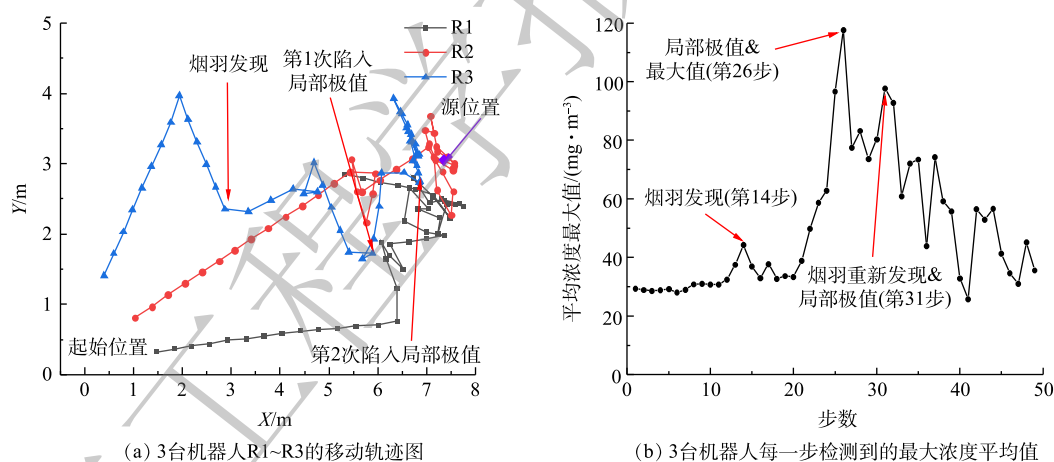 5
4
3
2
1
0
Y/m
0 1 2 3 4 5 6 7 8
X/m
R1
R2
R3
烟羽发现
第1次陷入
局部极值
源位置
起始位置
第2次陷入局部极值
(a) 3台机器人R1~R3的移动轨迹图
120
100
80
60
40
20
0
平均浓度最大值/(mg·m⁻³)
0 10 20 30 40 50
步数
局部极值&
最大值(第26步)
烟羽发现(第14步)
烟羽重新发现&
局部极值(第31步)
(b) 3台机器人每一步检测到的最大浓度平均值
工程学